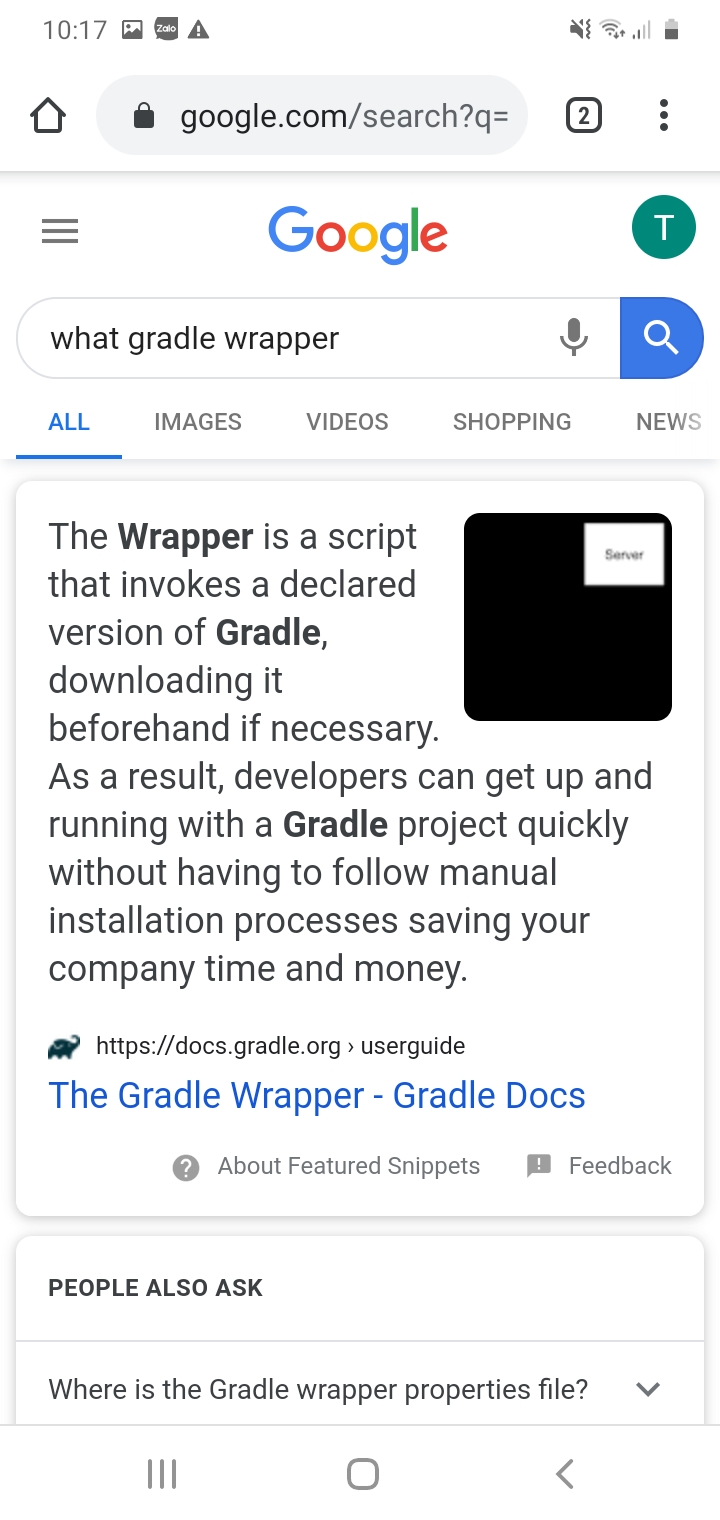 10:17 Zalo
google.com/search?q=
2
Google
T
what gradle wrapper
ALL IMAGES VIDEOS SHOPPING NEWS
The Wrapper is a script
that invokes a declared
version of Gradle,
downloading it
beforehand if necessary.
Server
As a result, developers can get up and
running with a Gradle project quickly
without having to follow manual
installation processes saving your
company time and money.
https://docs.gradle.org › userguide
The Gradle Wrapper - Gradle Docs
? About Featured Snippets ! Feedback
PEOPLE ALSO ASK
Where is the Gradle wrapper properties file?